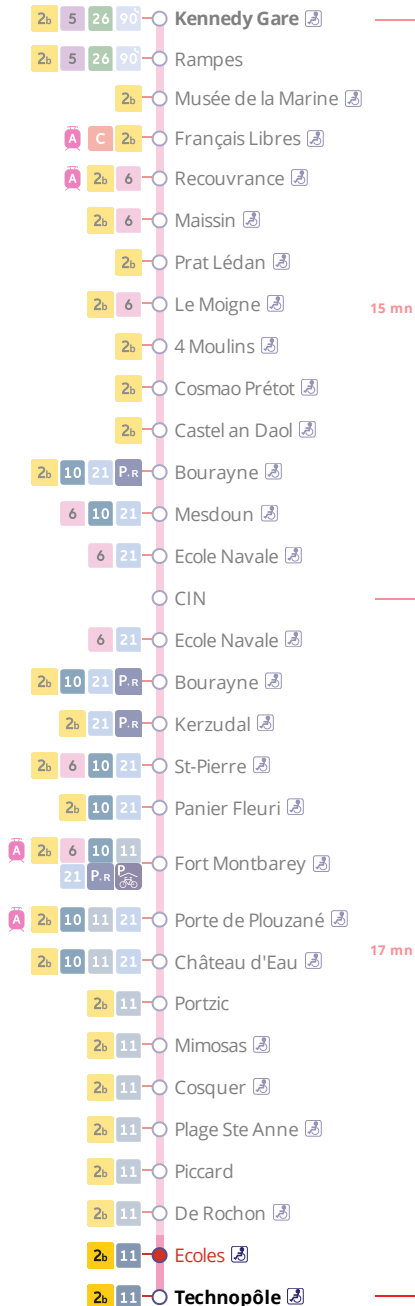 2b 5 26 90 Kennedy Gare
2b 5 26 90 Rampes
2b Musée de la Marine
A C 2b Français Libres
A 2b 6 Recouvrance
2b 6 Maissin
2b Prat Lédan
2b 6 Le Moigne 15 mn
2b 4 Moulins
2b Cosmao Prétot
2b Castel an Daol
2b 10 21 P+R Bourayne
6 10 21 Mesdoun
6 21 Ecole Navale
CIN
6 21 Ecole Navale
2b 10 21 P+R Bourayne
2b 21 P+R Kerzudal
2b 6 10 21 St-Pierre
2b 10 21 Panier Fleuri
A 2b 6 10 11
21 P+R P Fort Montbarey
A 2b 10 11 21 Porte de Plouzané
17 mn
2b 10 11 21 Château d'Eau
2b 11 Portzic
2b 11 Mimosas
2b 11 Cosquer
2b 11 Plage Ste Anne
2b 11 Piccard
2b 11 De Rochon
2b 11 Ecoles
2b 11 Technopôle